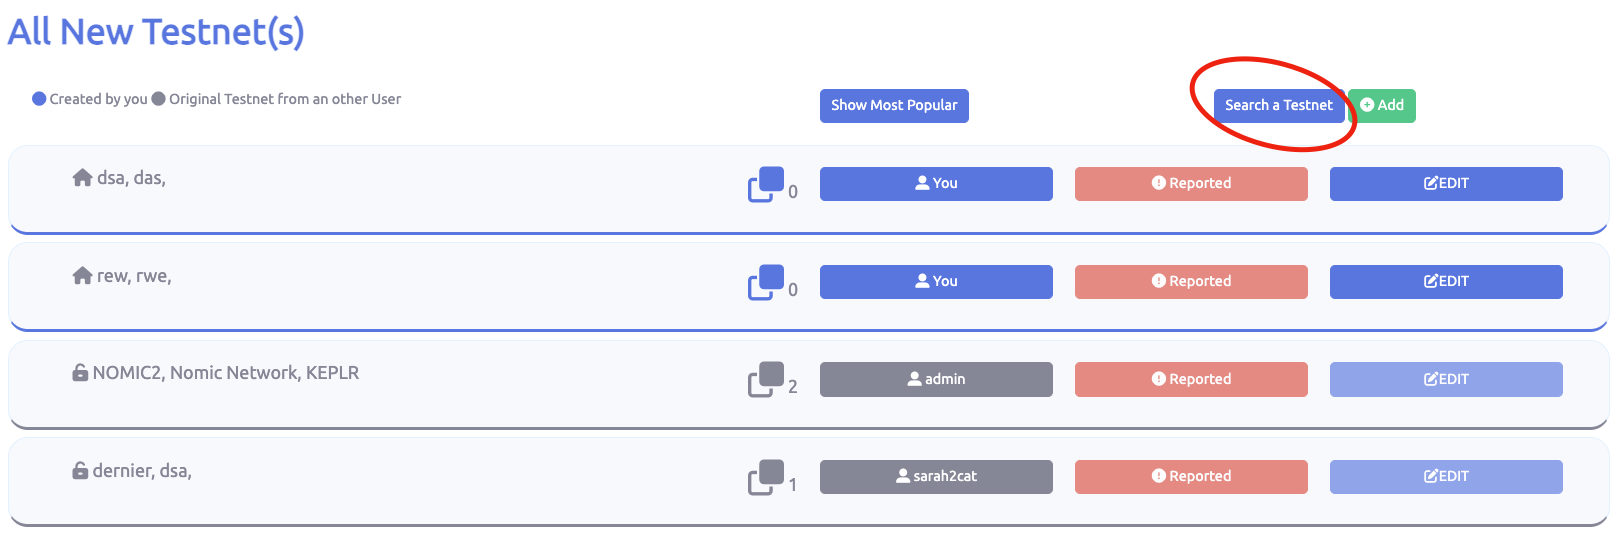 All New Testnet(s)
Created by you Original Testnet from an other User
Show Most Popular
Search a Testnet
Add
dsa, das,
0
You
Reported
EDIT
rew, rwe,
0
You
Reported
EDIT
NOMIC2, Nomic Network, KEPLR
2
admin
Reported
EDIT
dernier, dsa,
1
sarah2cat
Reported
EDIT